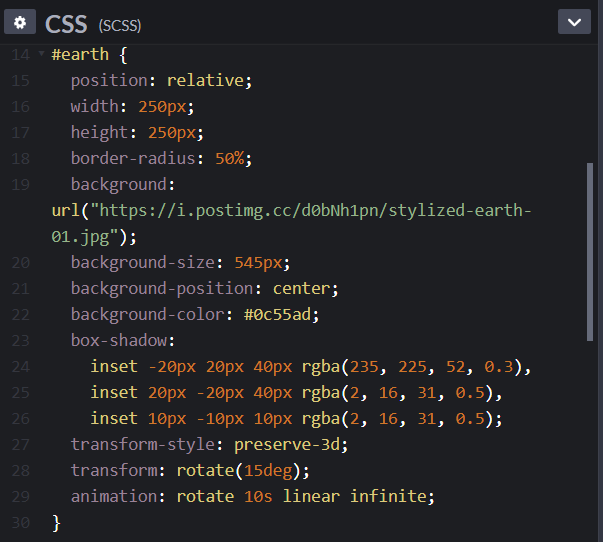 CSS (SCSS)
14 #earth {
15 position: relative;
16 width: 250px;
17 height: 250px;
18 border-radius: 50%;
19 background:
url("https://i.postimg.cc/d0bNh1pn/stylized-earth-
01.jpg");
20 background-size: 545px;
21 background-position: center;
22 background-color: #0c55ad;
23 box-shadow:
24 inset -20px 20px 40px rgba(235, 225, 52, 0.3),
25 inset 20px -20px 40px rgba(2, 16, 31, 0.5),
26 inset 10px -10px 10px rgba(2, 16, 31, 0.5);
27 transform-style: preserve-3d;
28 transform: rotate(15deg);
29 animation: rotate 10s linear infinite;
30 }